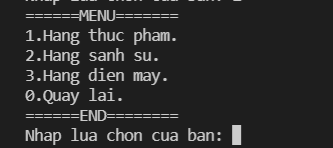 ======MENU=======
1.Hang thuc pham.
2.Hang sanh su.
3.Hang dien may.
0.Quay lai.
======END========
Nhap lua chon cua ban: